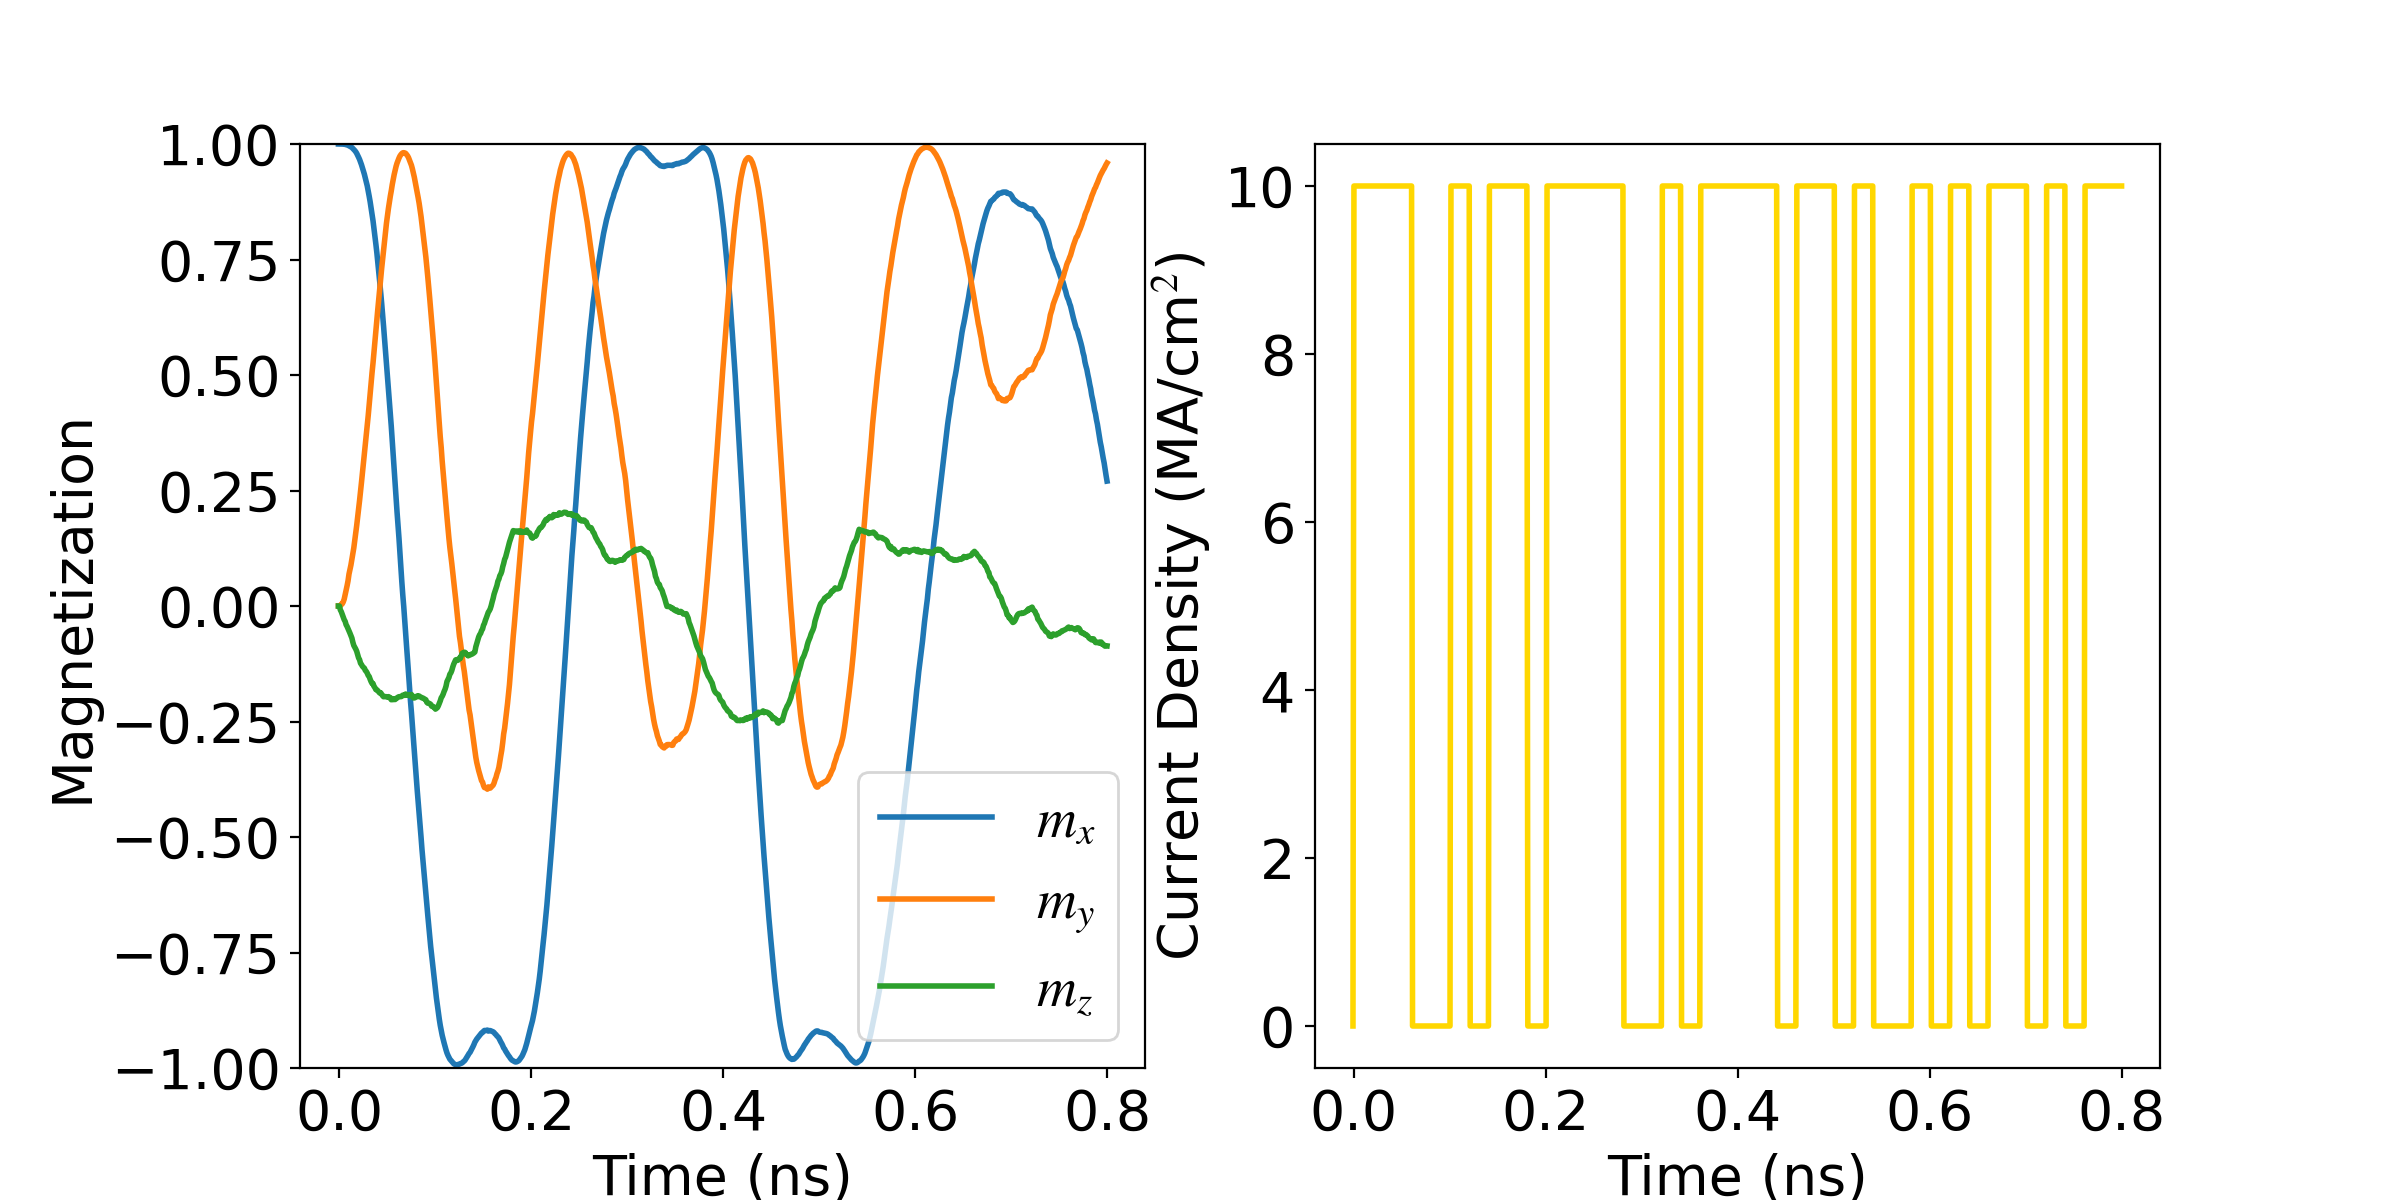 1.00
0.75
0.50
0.25
0.00
−0.25
−0.50
−0.75
−1.00
Magnetization
0.0 0.2 0.4 0.6 0.8
Time (ns)
m_x
m_y
m_z
10
8
6
4
2
0
Current Density (MA/cm²)
0.0 0.2 0.4 0.6 0.8
Time (ns)